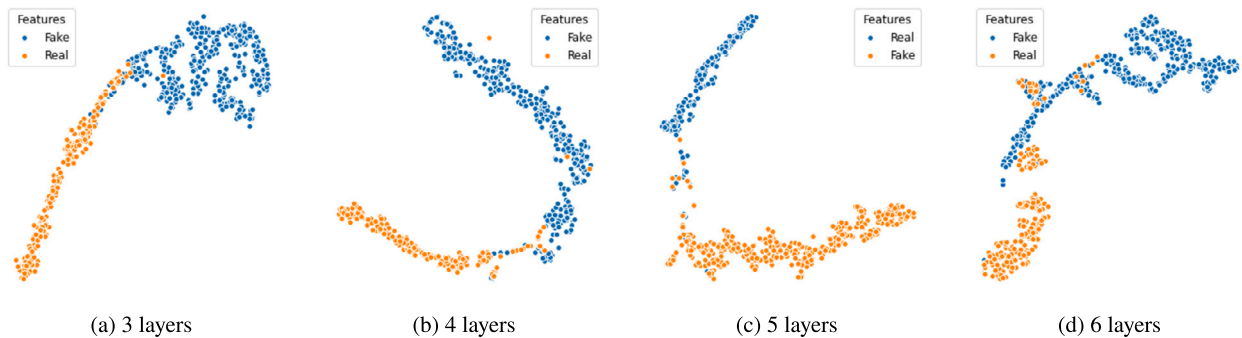 Features
Fake
Real
Features
Fake
Real
Features
Real
Fake
Features
Fake
Real
(a) 3 layers
(b) 4 layers
(c) 5 layers
(d) 6 layers